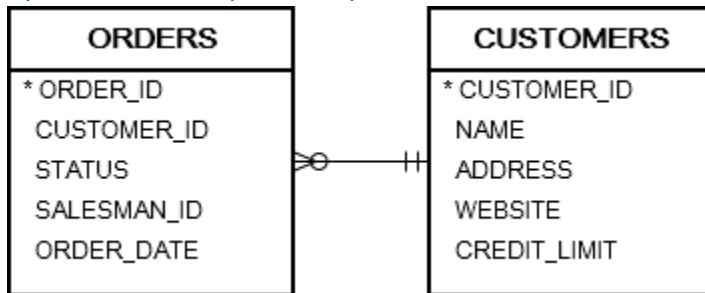 ORDERS
* ORDER_ID
CUSTOMER_ID
STATUS
SALESMAN_ID
ORDER_DATE
CUSTOMERS
* CUSTOMER_ID
NAME
ADDRESS
WEBSITE
CREDIT_LIMIT